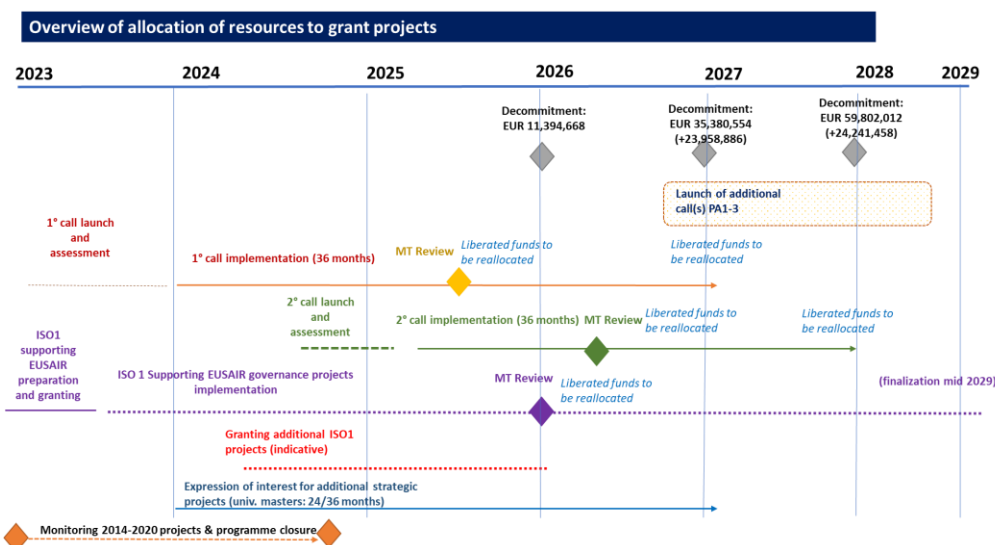 Overview of allocation of resources to grant projects
2023
2024
2025
2026
2027
2028
2029
Decommitment:
EUR 11,394,668
Decommitment:
EUR 35,380,554
(+23,958,886)
Decommitment:
EUR 59,802,012
(+24,241,458)
Launch of additional
call(s) PA1-3
1° call launch
and
assessment
1° call implementation (36 months)
MT Review
Liberated funds to
be reallocated
Liberated funds to
be reallocated
2° call launch
and
assessment
2° call implementation (36 months)
MT Review
Liberated funds to
be reallocated
Liberated funds to
be reallocated
ISO1
supporting
EUSAIR
preparation
and granting
ISO 1 Supporting EUSAIR governance projects
implementation
MT Review
Liberated funds to
be reallocated
(finalization mid 2029)
Granting additional ISO1
projects (indicative)
Expression of interest for additional strategic
projects (univ. masters: 24/36 months)
Monitoring 2014-2020 projects & programme closure